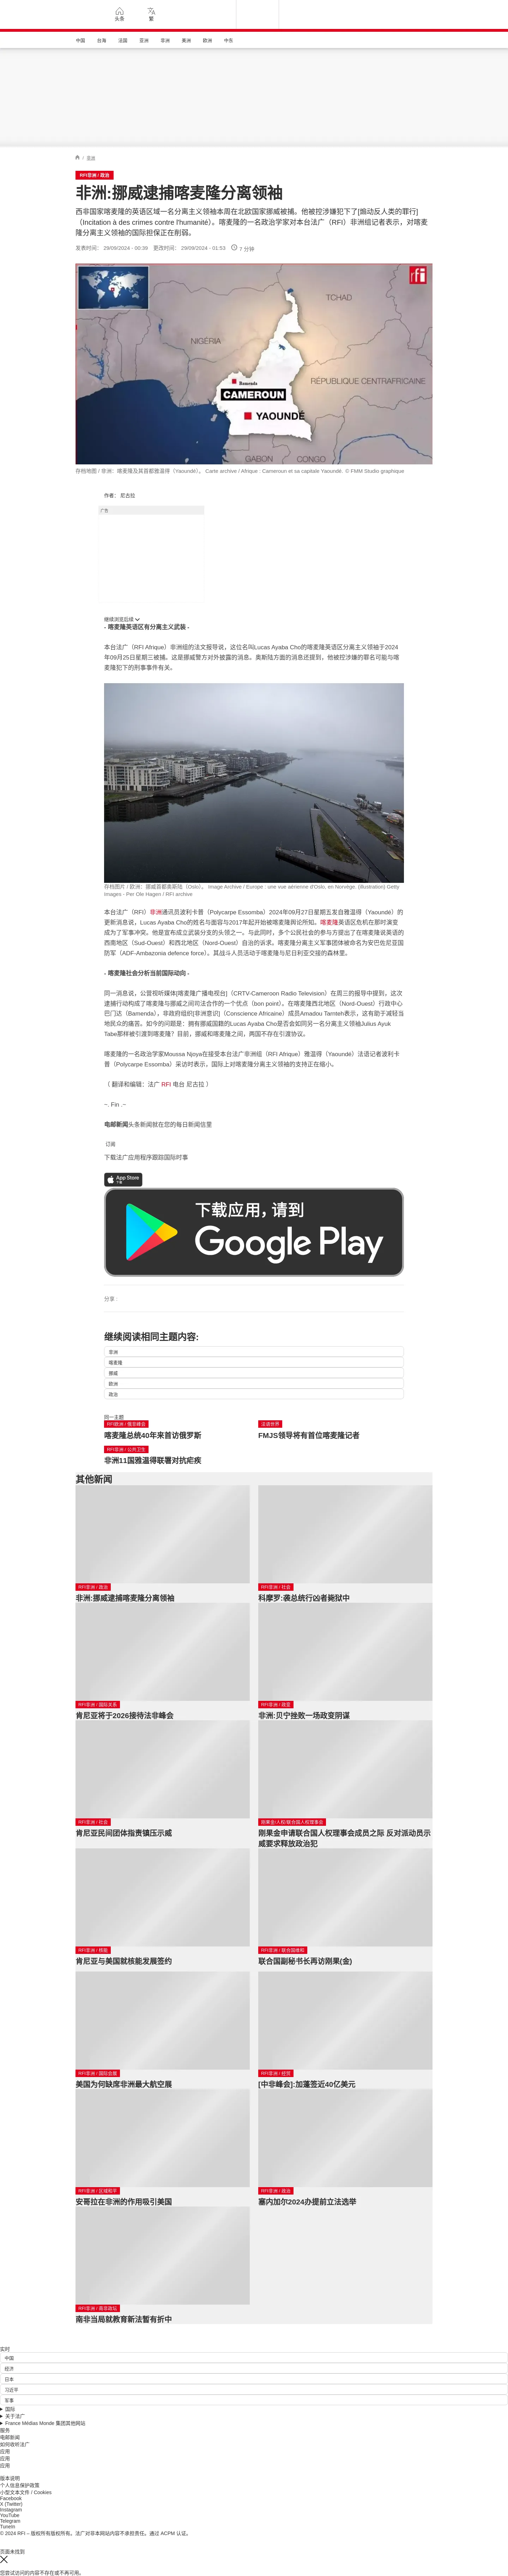 头条
繁
中国
台海
法国
亚洲
非洲
美洲
欧洲
中东
/ 非洲
RFI非洲 / 政治
非洲:挪威逮捕喀麦隆分离领袖
西非国家喀麦隆的英语区域一名分离主义领袖本周在北欧国家挪威被捕。他被控涉嫌犯下了[煽动反人类的罪行]
（Incitation à des crimes contre l'humanité）。喀麦隆的一名政治学家对本台法广（RFI）非洲组记者表示，对喀麦
隆分离主义领袖的国际担保正在削弱。
发表时间： 29/09/2024 - 00:39 更改时间： 29/09/2024 - 01:53 7 分钟
rfi
TCHAD
NIGÉRIA
RÉPUBLIQUE CENTRAFRICAINE
Bamenda
CAMEROUN
YAOUNDÉ
GABON
CONGO
存档地图 / 非洲：喀麦隆及其首都雅温得（Yaoundé）。 Carte archive / Afrique : Cameroun et sa capitale Yaoundé. © FMM Studio graphique
作者： 尼古拉
广告
继续浏览后续
- 喀麦隆英语区有分离主义武装 -
本台法广（RFI Afrique）非洲组的法文报导说，这位名叫Lucas Ayaba Cho的喀麦隆英语区分离主义领袖于2024
年09月25日星期三被捕。这是挪威警方对外披露的消息。奥斯陆方面的消息还提到，他被控涉嫌的罪名可能与喀
麦隆犯下的刑事事件有关。
存档图片 / 欧洲：挪威首都奥斯陆（Oslo）。 Image Archive / Europe : une vue aérienne d'Oslo, en Norvège. (illustration) Getty
Images - Per Ole Hagen / RFI archive
本台法广（RFI）非洲通讯员波利卡普（Polycarpe Essomba）2024年09月27日星期五发自雅温得（Yaoundé）的
更新消息说，Lucas Ayaba Cho的姓名与面容与2017年起开始被喀麦隆舆论所知。喀麦隆英语区的危机在那时演变
成为了军事冲突。他是宣布成立武装分支的头领之一。与此同时，多个公民社会的参与方提出了英语区喀麦隆的
西南地区（Sud-Ouest）和西北地区（Nord-Ouest）自治的诉求。喀麦隆分离主义军事团体被命名为安巴佐尼亚国
防军（ADF-Ambazonia defence force）。其战斗人员活动于喀麦隆与尼日利亚交接的森林里。
- 喀麦隆社会分析当前国际动向 -
同一消息说，公营视听媒体[喀麦隆广播电视台]（CRTV-Cameroon Radio Television）在周三的报导中提到，这次
逮捕行动构成了喀麦隆与挪威之间司法合作的一个优点（bon point）。在喀麦隆西北地区（Nord-Ouest）行政中心
巴门达（Bamenda），非政府组织[非洲意识]（Conscience Africaine）成员Amadou Tamteh表示，这有助于减轻当
地民众的痛苦。如今的问题是：拥有挪威国籍的Lucas Ayaba Cho是否会如同另一名分离主义领袖Julius Ayuk
Tabe那样被引渡到喀麦隆？目前，挪威和喀麦隆之间，两国不存在引渡协议。
喀麦隆的一名政治学家Moussa Njoya在接受本台法广非洲组（RFI Afrique）雅温得（Yaoundé）法语记者波利卡
普（Polycarpe Essomba）采访时表示，国际上对喀麦隆分离主义领袖的支持正在缩小。
（ 翻译和编辑：法广 RFI 电台 尼古拉 ）
~. Fin .~
电邮新闻头条新闻就在您的每日新闻信里
订阅
下载法广应用程序跟踪国际时事
App Store
下载应用，请到
Google Play
分享 :
继续阅读相同主题内容:
非洲
喀麦隆
挪威
欧洲
政治
同一主题
RFI欧洲 / 俄非峰会
喀麦隆总统40年来首访俄罗斯
法语世界
FMJS领导将有首位喀麦隆记者
RFI非洲 / 公共卫生
非洲11国雅温得联署对抗疟疾
其他新闻
RFI非洲 / 政治
非洲:挪威逮捕喀麦隆分离领袖
RFI非洲 / 社会
科摩罗:袭总统行凶者毙狱中
RFI非洲 / 国际关系
肯尼亚将于2026接待法非峰会
RFI非洲 / 政变
非洲:贝宁挫败一场政变阴谋
RFI非洲 / 社会
肯尼亚民间团体指责镇压示威
刚果金/人权/联合国人权理事会
刚果金申请联合国人权理事会成员之际 反对派动员示
威要求释放政治犯
RFI非洲 / 核能
肯尼亚与美国就核能发展签约
RFI非洲 / 联合国维和
联合国副秘书长再访刚果(金)
RFI非洲 / 国际会展
美国为何缺席非洲最大航空展
RFI非洲 / 经贸
[中非峰会]:加蓬签近40亿美元
RFI非洲 / 区域和平
安哥拉在非洲的作用吸引美国
RFI非洲 / 政治
塞内加尔2024办提前立法选举
RFI非洲 / 南非政坛
南非当局就教育新法暂有折中
实时
中国
经济
日本
习近平
军事
国际
关于法广
France Médias Monde 集团其他网站
服务
电邮新闻
如何收听法广
应用
应用
应用
版本说明
个人信息保护政策
小型文本文件 / Cookies
Facebook
X (Twitter)
Instagram
YouTube
Telegram
TuneIn
© 2024 RFI – 版权所有版权所有。法广对非本网站内容不承担责任。通过 ACPM 认证。
页面未找到
您尝试访问的内容不存在或不再可用。